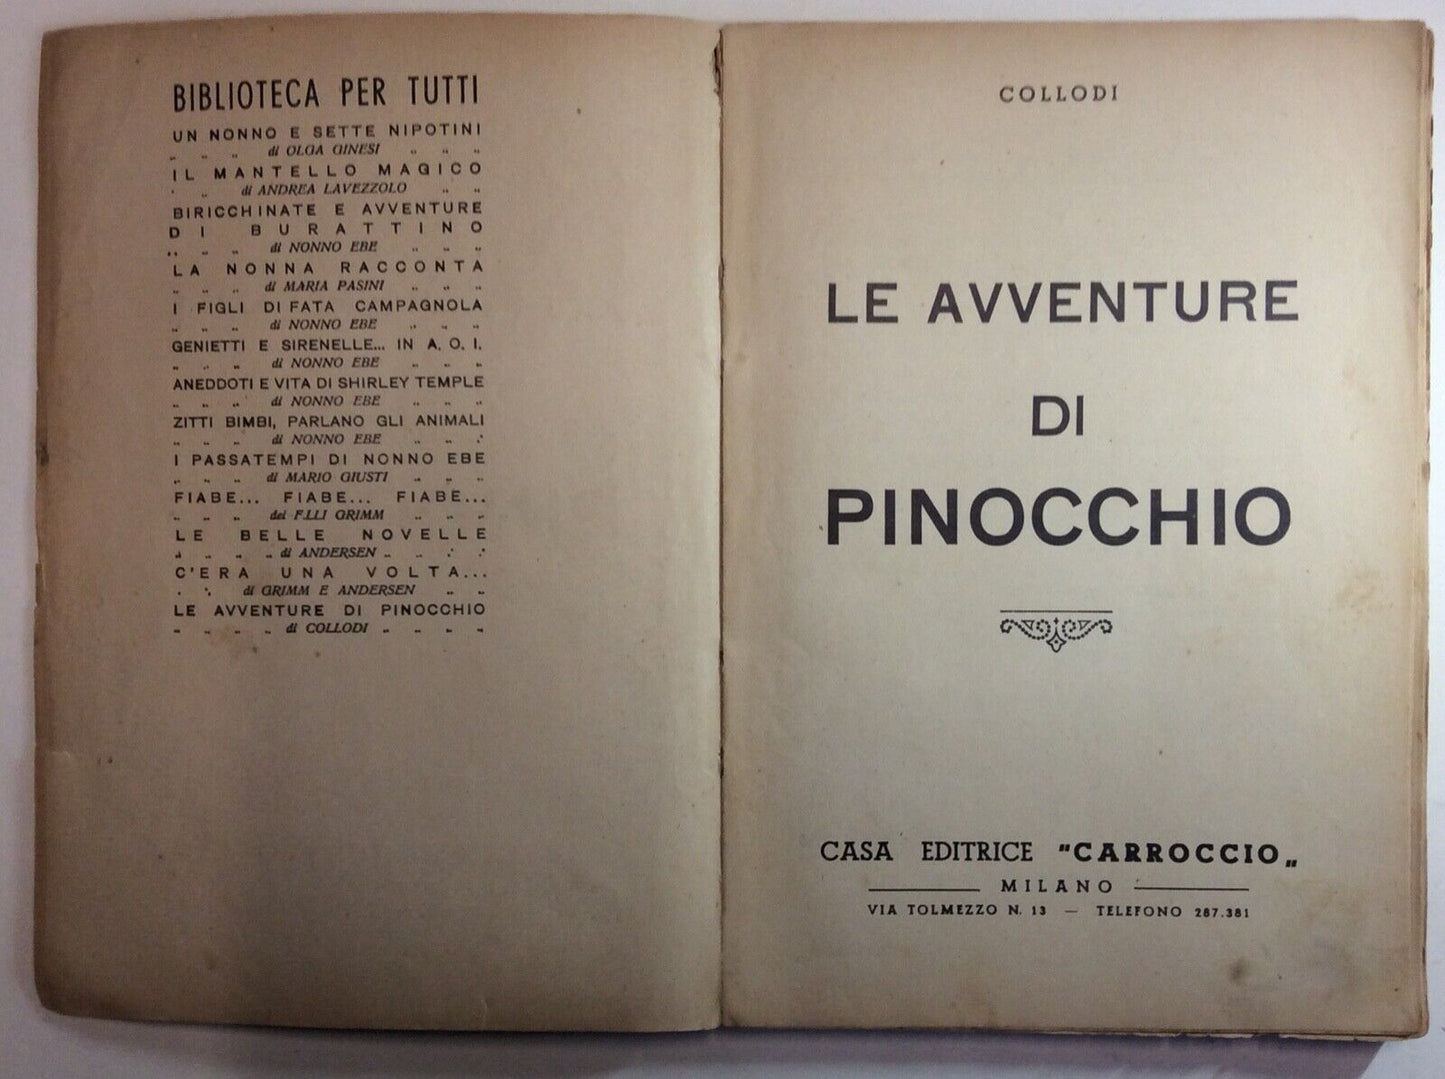 BIBLIOTECA PER TUTTI
UN NONNO E SETTE NIPOTINI
„ „ „ di OLGA GINESI „ „ „
IL MANTELLO MAGICO
„ di ANDREA LAVEZZOLO „ „
BIRICCHINATE E AVVENTURE
DI BURATTINO
„ „ „ di NONNO EBE „ „ „
LA NONNA RACCONTA
„ „ „ di MARIA PASINI „ „ „
I FIGLI DI FATA CAMPAGNOLA
„ „ „ di NONNO EBE „ „ „
GENIETTI E SIRENELLE... IN A. O. I.
„ „ „ di NONNO EBE „ „ „
ANEDDOTI E VITA DI SHIRLEY TEMPLE
„ „ „ di NONNO EBE „ „ „
ZITTI BIMBI, PARLANO GLI ANIMALI
„ „ „ di NONNO EBE „ „ „
I PASSATEMPI DI NONNO EBE
„ „ „ di MARIO GIUSTI „ „ „
FIABE... FIABE... FIABE...
„ „ „ dei F.LLI GRIMM „ „ „
LE BELLE NOVELLE
„ „ „ „ di ANDERSEN „ „ „ „
C'ERA UNA VOLTA...
„ „ di GRIMM E ANDERSEN „ „
LE AVVENTURE DI PINOCCHIO
„ „ „ „ di COLLODI „ „ „ „
COLLODI
LE AVVENTURE
DI
PINOCCHIO
CASA EDITRICE "CARROCCIO„
MILANO
VIA TOLMEZZO N. 13 — TELEFONO 287.381